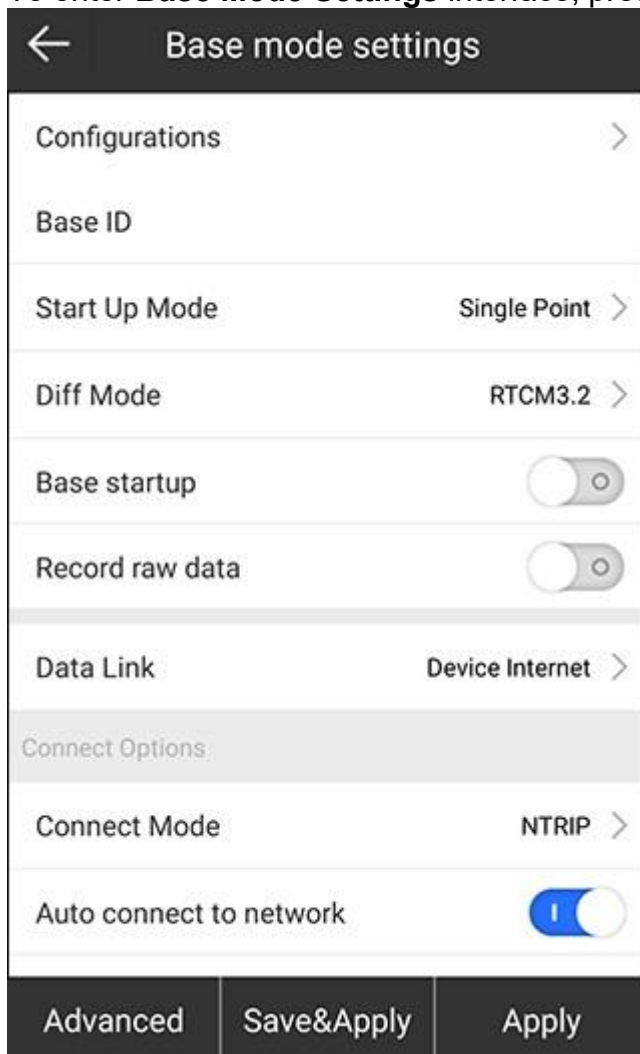 Base mode settings
Configurations
Base ID
Start Up Mode Single Point
Diff Mode RTCM3.2
Base startup
Record raw data
Data Link Device Internet
Connect Options
Connect Mode NTRIP
Auto connect to network
Advanced Save&Apply Apply